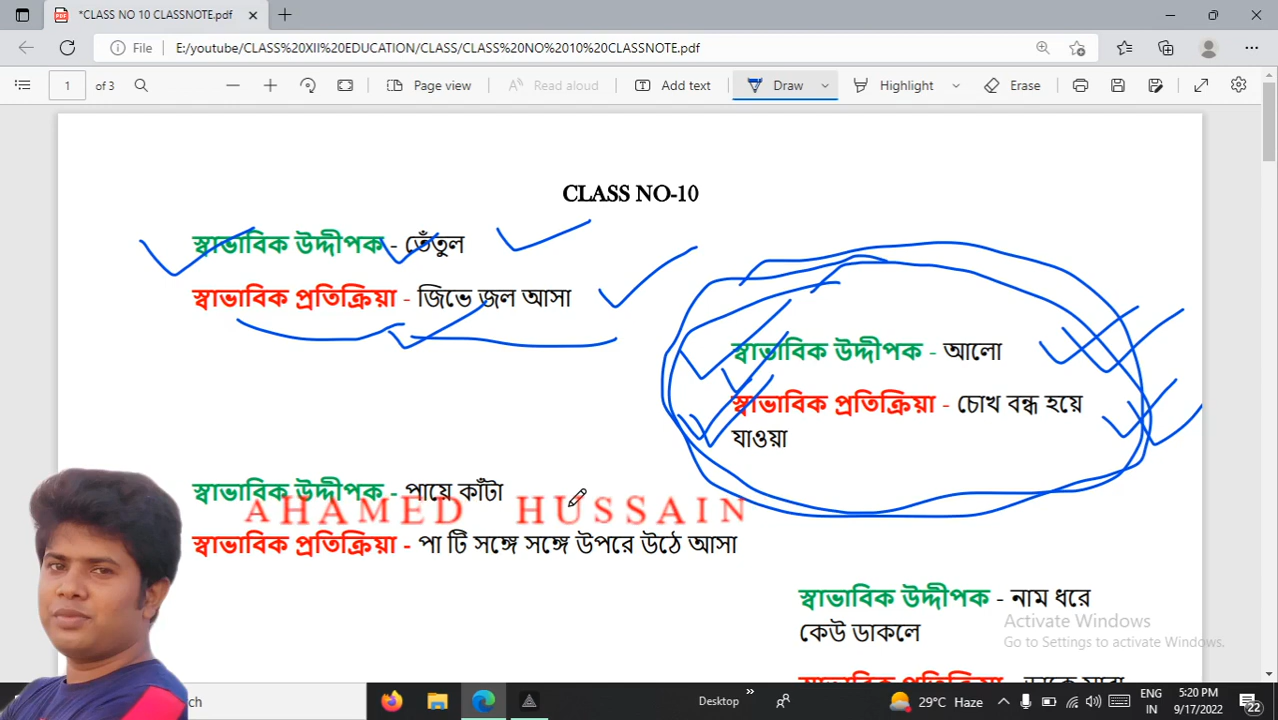 *CLASS NO 10 CLASSNOTE.pdf
File E:/youtube/CLASS%20XII%20EDUCATION/CLASS/CLASS%20NO%2010%20CLASSNOTE.pdf
1 of 3 Page view Read aloud Add text Draw Highlight Erase
CLASS NO-10
স্বাভাবিক উদ্দীপক - তেঁতুল
স্বাভাবিক প্রতিক্রিয়া - জিভে জল আসা
স্বাভাবিক উদ্দীপক - আলো
স্বাভাবিক প্রতিক্রিয়া - চোখ বন্ধ হয়ে
যাওয়া
স্বাভাবিক উদ্দীপক - পায়ে কাঁটা
AHAMED HUSSAIN
স্বাভাবিক প্রতিক্রিয়া - পা টি সঙ্গে সঙ্গে উপরে উঠে আসা
স্বাভাবিক উদ্দীপক - নাম ধরে
কেউ ডাকলে
Activate Windows
Go to Settings to activate Windows.
Desktop 29°C Haze ENG IN 5:20 PM 9/17/2022 22